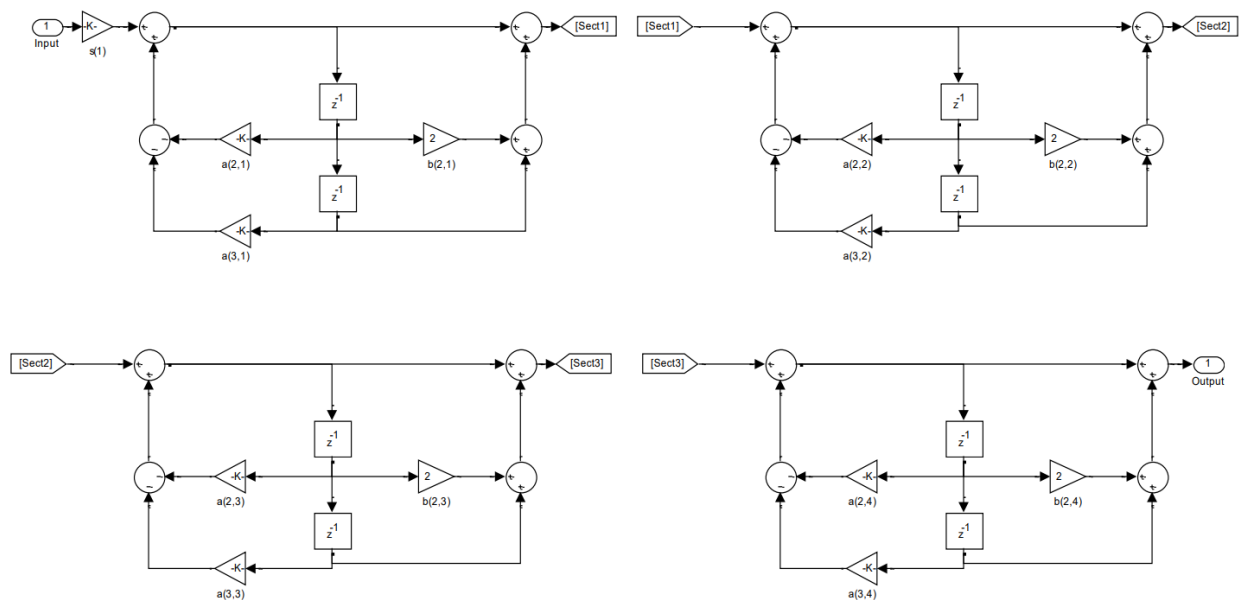 1
Input
-K-
s(1)
[Sect1]
z-1
-K-
a(2,1)
2
b(2,1)
z-1
-K-
a(3,1)
[Sect1]
[Sect2]
z-1
-K-
a(2,2)
2
b(2,2)
z-1
-K-
a(3,2)
[Sect2]
[Sect3]
z-1
-K-
a(2,3)
2
b(2,3)
z-1
-K-
a(3,3)
[Sect3]
1
Output
z-1
-K-
a(2,4)
2
b(2,4)
z-1
-K-
a(3,4)